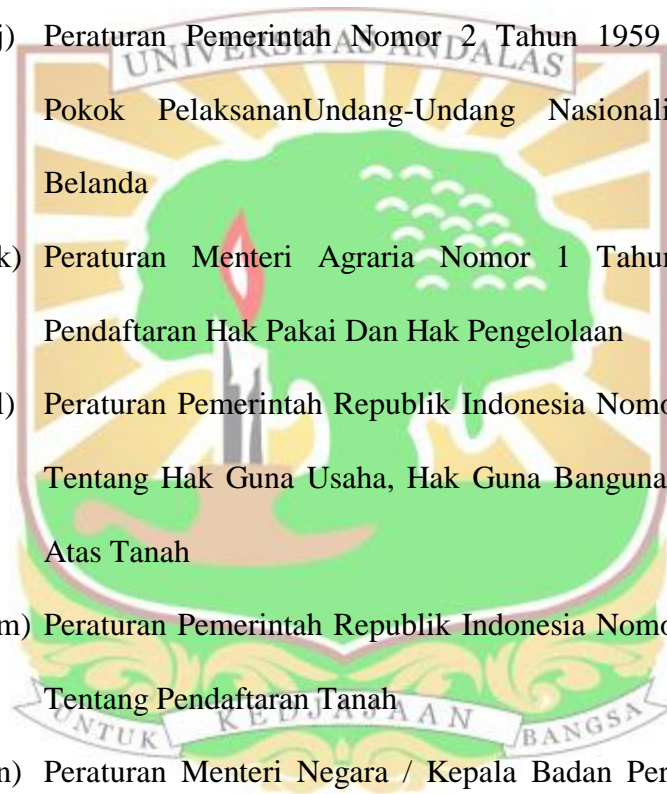 j) Peraturan Pemerintah Nomor 2 Tahun 1959
UNIVERSITAS ANDALAS
Pokok PelaksananUndang-Undang Nasionali
Belanda
k) Peraturan Menteri Agraria Nomor 1 Tahun
Pendaftaran Hak Pakai Dan Hak Pengelolaan
l) Peraturan Pemerintah Republik Indonesia Nomo
Tentang Hak Guna Usaha, Hak Guna Banguna
Atas Tanah
m) Peraturan Pemerintah Republik Indonesia Nomo
Tentang Pendaftaran Tanah
UNTUK KEDJAJAAN BANGSA
n) Peraturan Menteri Negara / Kepala Badan Per